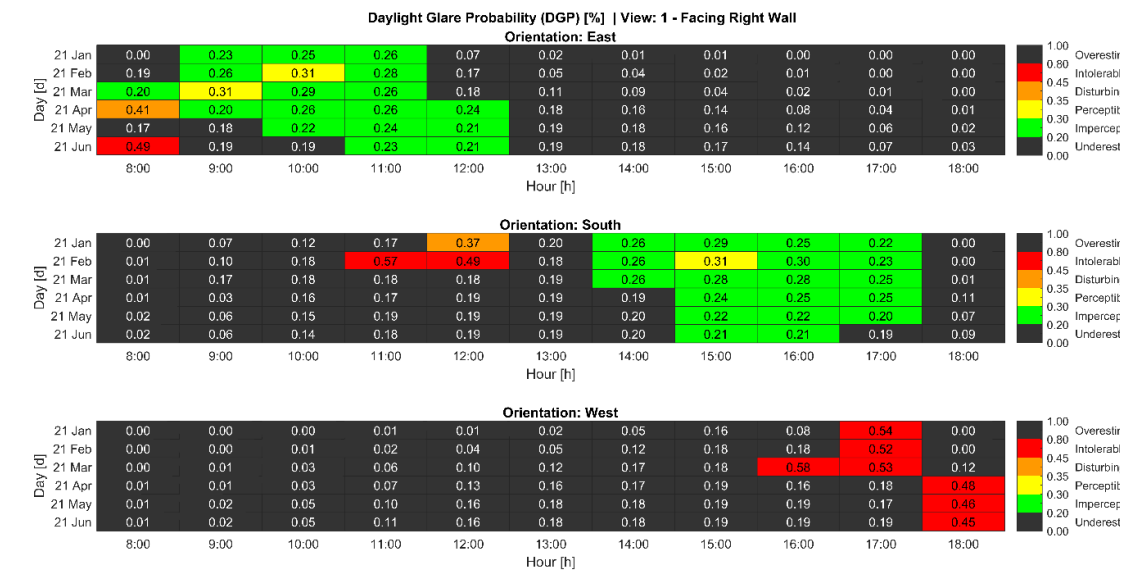 Daylight Glare Probability (DGP) [%] | View: 1 - Facing Right Wall
Orientation: East
21 Jan 0.00 0.23 0.25 0.26 0.07 0.02 0.01 0.01 0.00 0.00 0.00
21 Feb 0.19 0.26 0.31 0.28 0.17 0.05 0.04 0.02 0.01 0.00 0.00
21 Mar 0.20 0.31 0.29 0.26 0.18 0.11 0.09 0.04 0.02 0.01 0.00
21 Apr 0.41 0.20 0.26 0.26 0.24 0.18 0.16 0.14 0.08 0.04 0.01
21 May 0.17 0.18 0.22 0.24 0.21 0.19 0.18 0.16 0.12 0.06 0.02
21 Jun 0.49 0.19 0.19 0.23 0.21 0.19 0.18 0.17 0.14 0.07 0.03
8:00 9:00 10:00 11:00 12:00 13:00 14:00 15:00 16:00 17:00 18:00
Hour [h]
Day [d]
1.00 Overestir
0.80 Intolerabl
0.45 Disturbin
0.35 Perceptib
0.30 Impercep
0.20 Underest
0.00
Orientation: South
21 Jan 0.00 0.07 0.12 0.17 0.37 0.20 0.26 0.29 0.25 0.22 0.00
21 Feb 0.01 0.10 0.18 0.57 0.49 0.18 0.26 0.31 0.30 0.23 0.00
21 Mar 0.01 0.17 0.18 0.18 0.18 0.19 0.26 0.28 0.28 0.25 0.01
21 Apr 0.01 0.03 0.16 0.17 0.19 0.19 0.19 0.24 0.25 0.25 0.11
21 May 0.02 0.06 0.15 0.19 0.19 0.19 0.20 0.22 0.22 0.20 0.07
21 Jun 0.02 0.06 0.14 0.18 0.19 0.19 0.20 0.21 0.21 0.19 0.09
8:00 9:00 10:00 11:00 12:00 13:00 14:00 15:00 16:00 17:00 18:00
Hour [h]
Day [d]
1.00 Overestir
0.80 Intolerabl
0.45 Disturbin
0.35 Perceptib
0.30 Impercep
0.20 Underest
0.00
Orientation: West
21 Jan 0.00 0.00 0.00 0.01 0.01 0.02 0.05 0.16 0.08 0.54 0.00
21 Feb 0.00 0.00 0.01 0.02 0.04 0.05 0.12 0.18 0.18 0.52 0.00
21 Mar 0.00 0.01 0.03 0.06 0.10 0.12 0.17 0.18 0.58 0.53 0.12
21 Apr 0.01 0.01 0.03 0.07 0.13 0.16 0.17 0.19 0.16 0.18 0.48
21 May 0.01 0.02 0.05 0.10 0.16 0.18 0.18 0.19 0.19 0.17 0.46
21 Jun 0.01 0.02 0.05 0.11 0.16 0.18 0.18 0.19 0.19 0.19 0.45
8:00 9:00 10:00 11:00 12:00 13:00 14:00 15:00 16:00 17:00 18:00
Hour [h]
Day [d]
1.00 Overestir
0.80 Intolerabl
0.45 Disturbin
0.35 Perceptib
0.30 Impercep
0.20 Underest
0.00